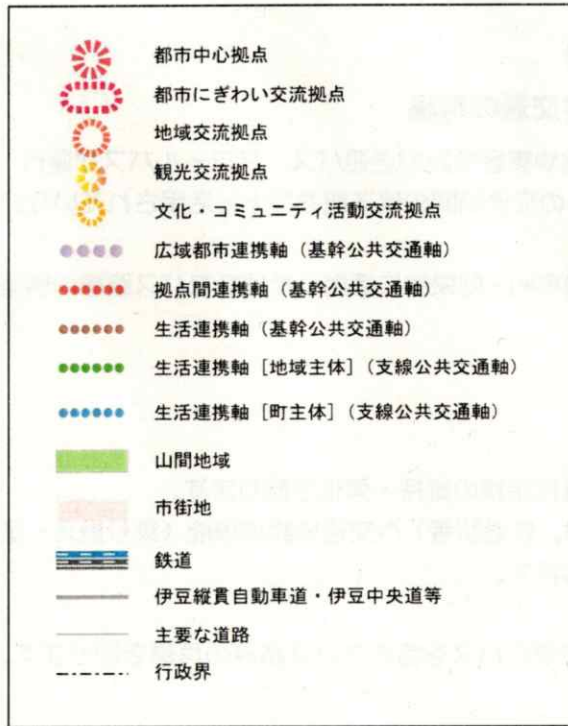 都市中心拠点
都市にぎわい交流拠点
地域交流拠点
観光交流拠点
文化・コミュニティ活動交流拠点
広域都市連携軸（基幹公共交通軸）
拠点間連携軸（基幹公共交通軸）
生活連携軸（基幹公共交通軸）
生活連携軸［地域主体］（支線公共交通軸）
生活連携軸［町主体］（支線公共交通軸）
山間地域
市街地
鉄道
伊豆縦貫自動車道・伊豆中央道等
主要な道路
行政界